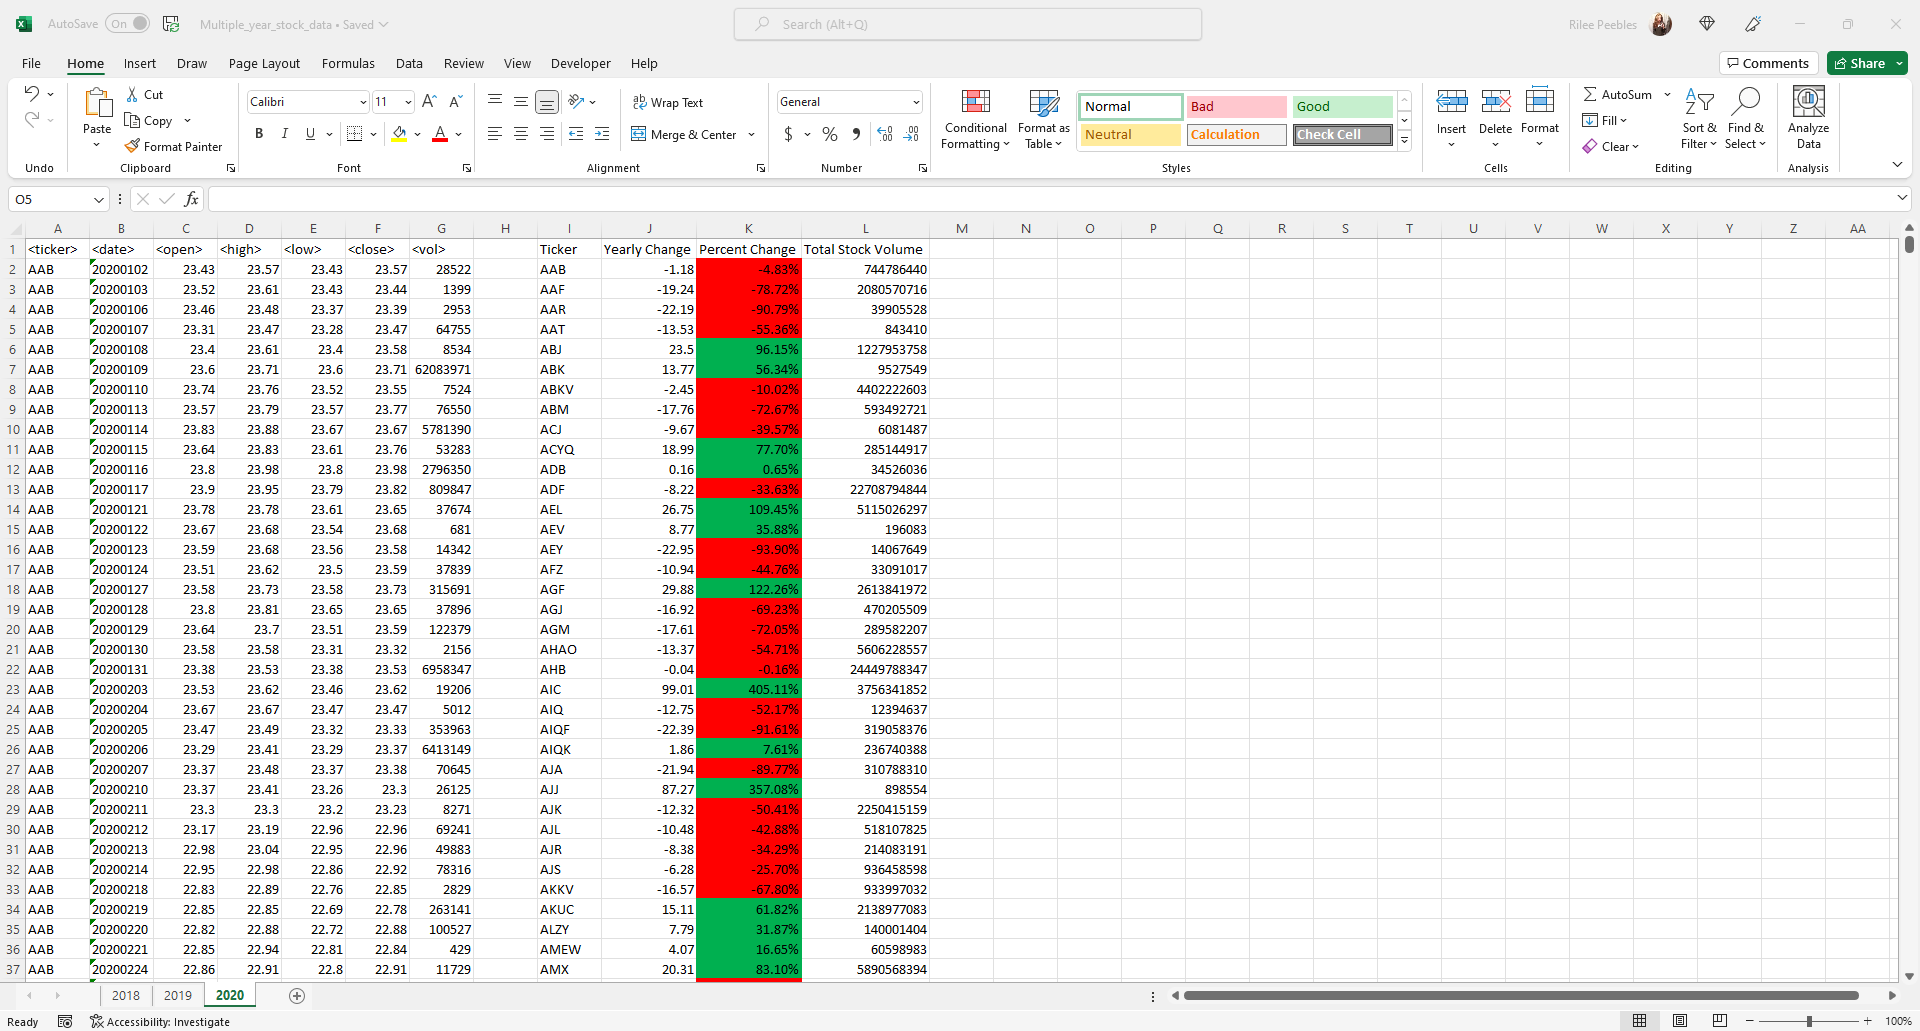 AutoSave On Multiple_year_stock_data • Saved Search (Alt+Q) Rilee Peebles
File Home Insert Draw Page Layout Formulas Data Review View Developer Help Comments Share
Cut Calibri 11 Wrap Text General Normal Bad Good AutoSum
Paste Copy B I U Merge & Center $ % Conditional Formatting Format as Table Neutral Calculation Check Cell Insert Delete Format Fill Sort & Filter Find & Select Analyze Data
Format Painter Clear
Undo Clipboard Font Alignment Number Styles Cells Editing Analysis
O5 fx
A B C D E F G H I J K L M N O P Q R S T U V W X Y Z AA
1 <ticker> <date> <open> <high> <low> <close> <vol> Ticker Yearly Change Percent Change Total Stock Volume
2 AAB 20200102 23.43 23.57 23.43 23.57 28522 AAB -1.18 -4.83% 744786440
3 AAB 20200103 23.52 23.61 23.43 23.44 1399 AAF -19.24 -78.72% 2080570716
4 AAB 20200106 23.46 23.48 23.37 23.39 2953 AAR -22.19 -90.79% 39905528
5 AAB 20200107 23.31 23.47 23.28 23.47 64755 AAT -13.53 -55.36% 843410
6 AAB 20200108 23.4 23.61 23.4 23.58 8534 ABJ 23.5 96.15% 1227953758
7 AAB 20200109 23.6 23.71 23.6 23.71 62083971 ABK 13.77 56.34% 9527549
8 AAB 20200110 23.74 23.76 23.52 23.55 7524 ABKV -2.45 -10.02% 4402222603
9 AAB 20200113 23.57 23.79 23.57 23.77 76550 ABM -17.76 -72.67% 593492721
10 AAB 20200114 23.83 23.88 23.67 23.67 5781390 ACJ -9.67 -39.57% 6081487
11 AAB 20200115 23.64 23.83 23.61 23.76 53283 ACYQ 18.99 77.70% 285144917
12 AAB 20200116 23.8 23.98 23.8 23.98 2796350 ADB 0.16 0.65% 34526036
13 AAB 20200117 23.9 23.95 23.79 23.82 809847 ADF -8.22 -33.63% 22708794844
14 AAB 20200121 23.78 23.78 23.61 23.65 37674 AEL 26.75 109.45% 5115026297
15 AAB 20200122 23.67 23.68 23.54 23.68 681 AEV 8.77 35.88% 196083
16 AAB 20200123 23.59 23.68 23.56 23.58 14342 AEY -22.95 -93.90% 14067649
17 AAB 20200124 23.51 23.62 23.5 23.59 37839 AFZ -10.94 -44.76% 33091017
18 AAB 20200127 23.58 23.73 23.58 23.73 315691 AGF 29.88 122.26% 2613841972
19 AAB 20200128 23.8 23.81 23.65 23.65 37896 AGJ -16.92 -69.23% 470205509
20 AAB 20200129 23.64 23.7 23.51 23.59 122379 AGM -17.61 -72.05% 289582207
21 AAB 20200130 23.58 23.58 23.31 23.32 2156 AHAO -13.37 -54.71% 5606228557
22 AAB 20200131 23.38 23.53 23.38 23.53 6958347 AHB -0.04 -0.16% 24449788347
23 AAB 20200203 23.53 23.62 23.46 23.62 19206 AIC 99.01 405.11% 3756341852
24 AAB 20200204 23.67 23.67 23.47 23.47 5012 AIQ -12.75 -52.17% 12394637
25 AAB 20200205 23.47 23.49 23.32 23.33 353963 AIQF -22.39 -91.61% 319058376
26 AAB 20200206 23.29 23.41 23.29 23.37 6413149 AIQK 1.86 7.61% 236740388
27 AAB 20200207 23.37 23.48 23.37 23.38 70645 AJA -21.94 -89.77% 310788310
28 AAB 20200210 23.37 23.41 23.26 23.3 26125 AJJ 87.27 357.08% 898554
29 AAB 20200211 23.3 23.3 23.2 23.23 8271 AJK -12.32 -50.41% 2250415159
30 AAB 20200212 23.17 23.19 22.96 22.96 69241 AJL -10.48 -42.88% 518107825
31 AAB 20200213 22.98 23.04 22.95 22.96 49883 AJR -8.38 -34.29% 214083191
32 AAB 20200214 22.95 22.98 22.86 22.92 78316 AJS -6.28 -25.70% 936458598
33 AAB 20200218 22.83 22.89 22.76 22.85 2829 AKKV -16.57 -67.80% 933997032
34 AAB 20200219 22.85 22.85 22.69 22.78 263141 AKUC 15.11 61.82% 2138977083
35 AAB 20200220 22.82 22.88 22.72 22.88 100527 ALZY 7.79 31.87% 140001404
36 AAB 20200221 22.85 22.94 22.81 22.84 429 AMEW 4.07 16.65% 60598983
37 AAB 20200224 22.86 22.91 22.8 22.91 11729 AMX 20.31 83.10% 5890568394
2018 2019 2020
Ready Accessibility: Investigate 100%